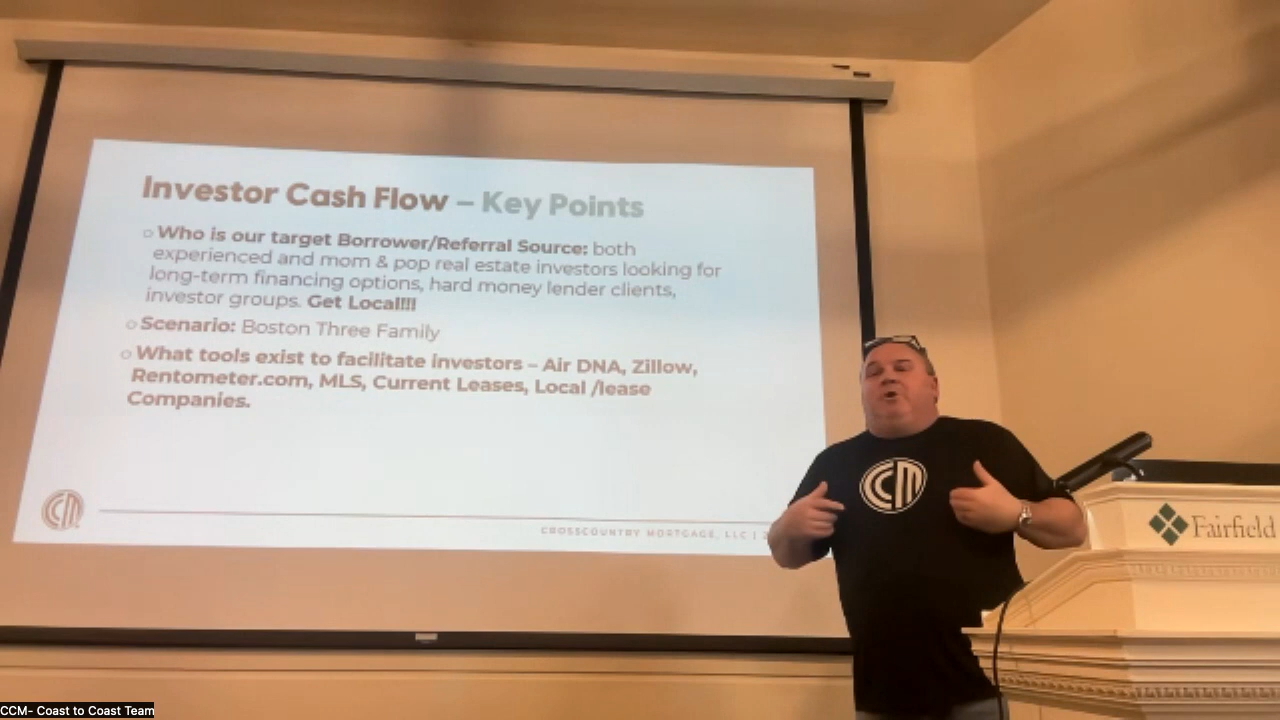 Investor Cash Flow – Key Points
○ Who is our target Borrower/Referral Source: both
experienced and mom & pop real estate investors looking for
long-term financing options, hard money lender clients,
investor groups. Get Local!!!
○ Scenario: Boston Three Family
○ What tools exist to facilitate investors – Air DNA, Zillow,
Rentometer.com, MLS, Current Leases, Local /lease
Companies.
CCM
CROSSCOUNTRY MORTGAGE, LLC |
CCM
Fairfield
CCM- Coast to Coast Team